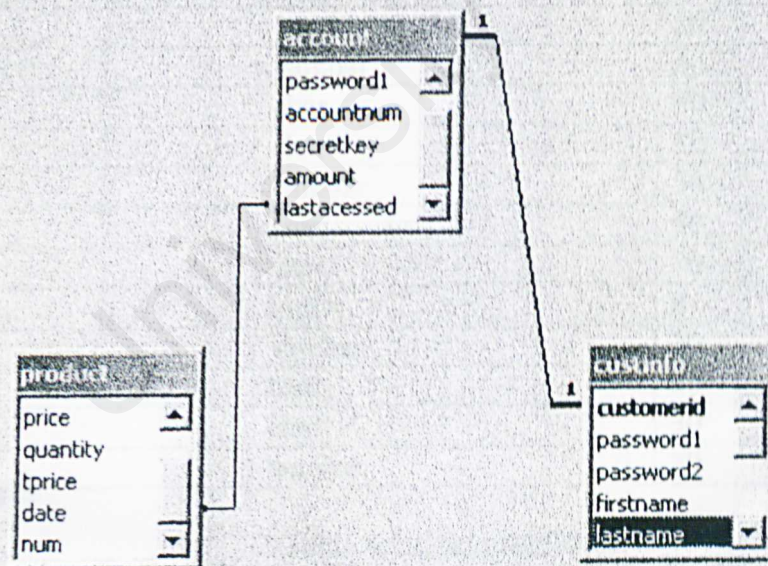 account
1
password1
accountnum
secretkey
amount
lastacessed
product
price
quantity
tprice
date
num
custinfo
1
customerid
password1
password2
firstname
lastname